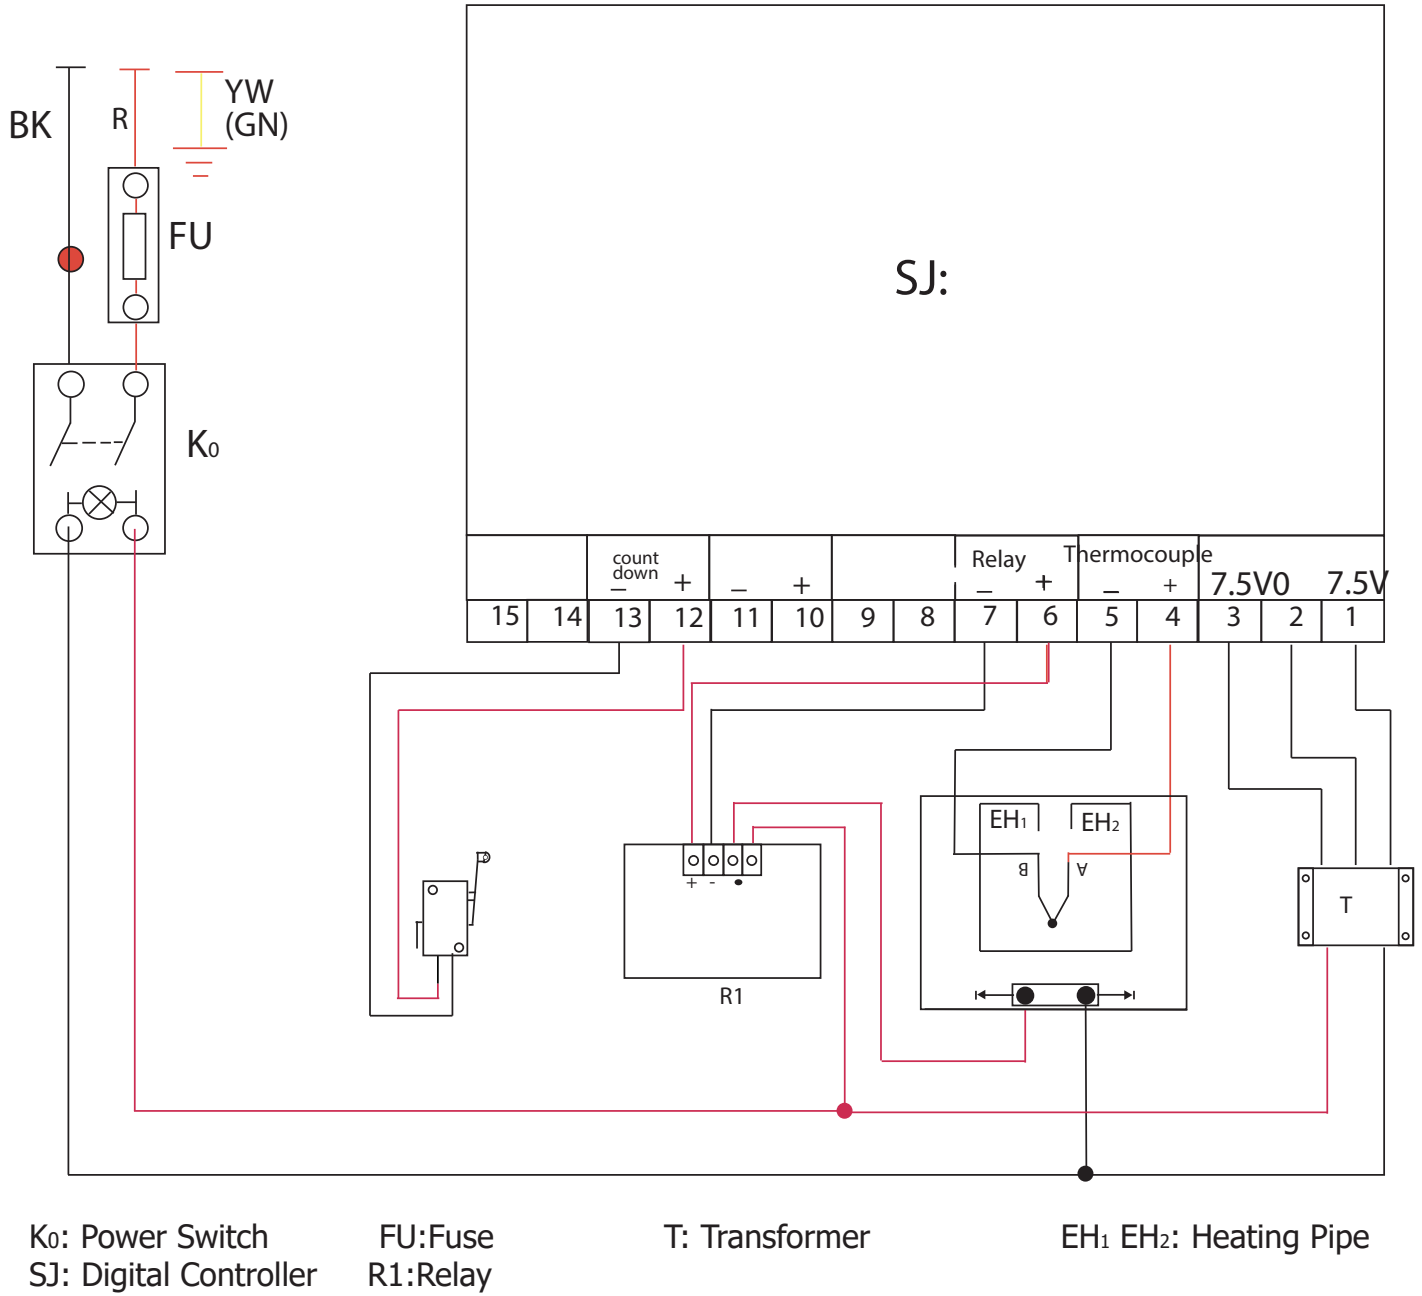 BK
R
YW
(GN)
FU
K0
SJ:
count
down
− +
− +
Relay
− +
Thermocouple
− +
7.5V0 7.5V
15 14 13 12 11 10 9 8 7 6 5 4 3 2 1
EH1 EH2
B A
T
+ -
R1
K0: Power Switch FU:Fuse T: Transformer EH1 EH2: Heating Pipe
SJ: Digital Controller R1:Relay